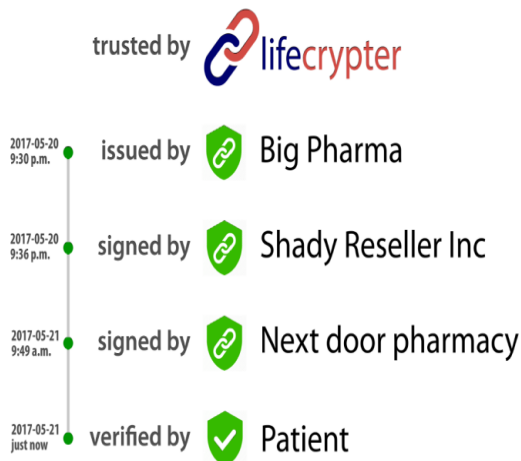 trusted by lifecrypter
2017-05-20
9:30 p.m.
issued by Big Pharma
2017-05-20
9:36 p.m.
signed by Shady Reseller Inc
2017-05-21
9:49 a.m.
signed by Next door pharmacy
2017-05-21
just now
verified by Patient